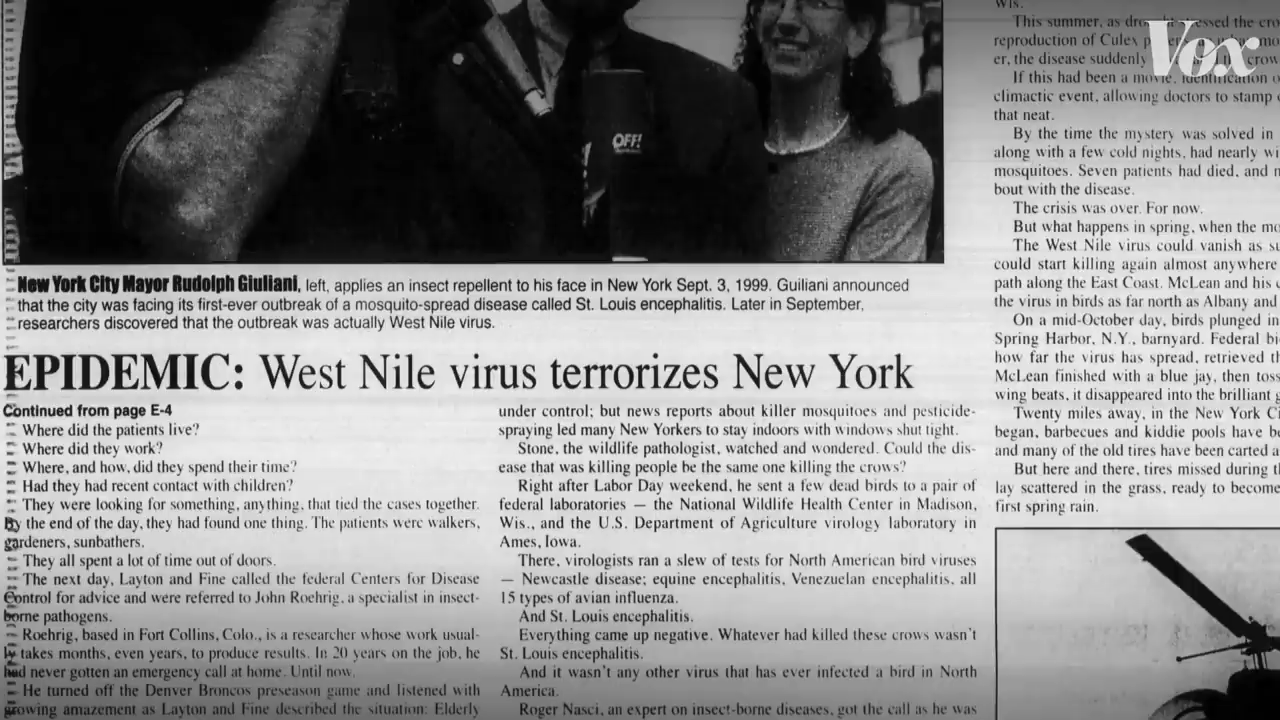 Vox
OFF!
New York City Mayor Rudolph Giuliani, left, applies an insect repellent to his face in New York Sept. 3, 1999. Guiliani announced
that the city was facing its first-ever outbreak of a mosquito-spread disease called St. Louis encephalitis. Later in September,
researchers discovered that the outbreak was actually West Nile virus.
EPIDEMIC: West Nile virus terrorizes New York
Continued from page E-4
Where did the patients live?
Where did they work?
Where, and how, did they spend their time?
Had they had recent contact with children?
They were looking for something, anything, that tied the cases together.
By the end of the day, they had found one thing. The patients were walkers,
gardeners, sunbathers.
They all spent a lot of time out of doors.
The next day, Layton and Fine called the federal Centers for Disease
Control for advice and were referred to John Roehrig, a specialist in insect-
borne pathogens.
Roehrig, based in Fort Collins, Colo., is a researcher whose work usual-
ly takes months, even years, to produce results. In 20 years on the job, he
had never gotten an emergency call at home. Until now.
He turned off the Denver Broncos preseason game and listened with
growing amazement as Layton and Fine described the situation: Elderly
under control; but news reports about killer mosquitoes and pesticide-
spraying led many New Yorkers to stay indoors with windows shut tight.
Stone, the wildlife pathologist, watched and wondered. Could the dis-
ease that was killing people be the same one killing the crows?
Right after Labor Day weekend, he sent a few dead birds to a pair of
federal laboratories — the National Wildlife Health Center in Madison,
Wis., and the U.S. Department of Agriculture virology laboratory in
Ames, Iowa.
There, virologists ran a slew of tests for North American bird viruses
— Newcastle disease; equine encephalitis, Venezuelan encephalitis, all
15 types of avian influenza.
And St. Louis encephalitis.
Everything came up negative. Whatever had killed these crows wasn't
St. Louis encephalitis.
And it wasn't any other virus that has ever infected a bird in North
America.
Roger Nasci, an expert on insect-borne diseases, got the call as he was
Wis.
This summer, as the
reproduction of Culex
er, the disease suddenly
If this had been a movie, identification
climactic event, allowing doctors to stamp
that neat.
By the time the mystery was solved in
along with a few cold nights, had nearly
mosquitoes. Seven patients had died, and
bout with the disease.
The crisis was over. For now.
But what happens in spring, when the
The West Nile virus could vanish as
could start killing again almost anywhere
path along the East Coast. McLean and his
the virus in birds as far north as Albany and
On a mid-October day, birds plunged in
Spring Harbor, N.Y., barnyard. Federal
how far the virus has spread, retrieved
McLean finished with a blue jay, then
wing beats, it disappeared into the brilliant
Twenty miles away, in the New York
began, barbecues and kiddie pools have
and many of the old tires have been carted
But here and there, tires missed during
lay scattered in the grass, ready to become
first spring rain.